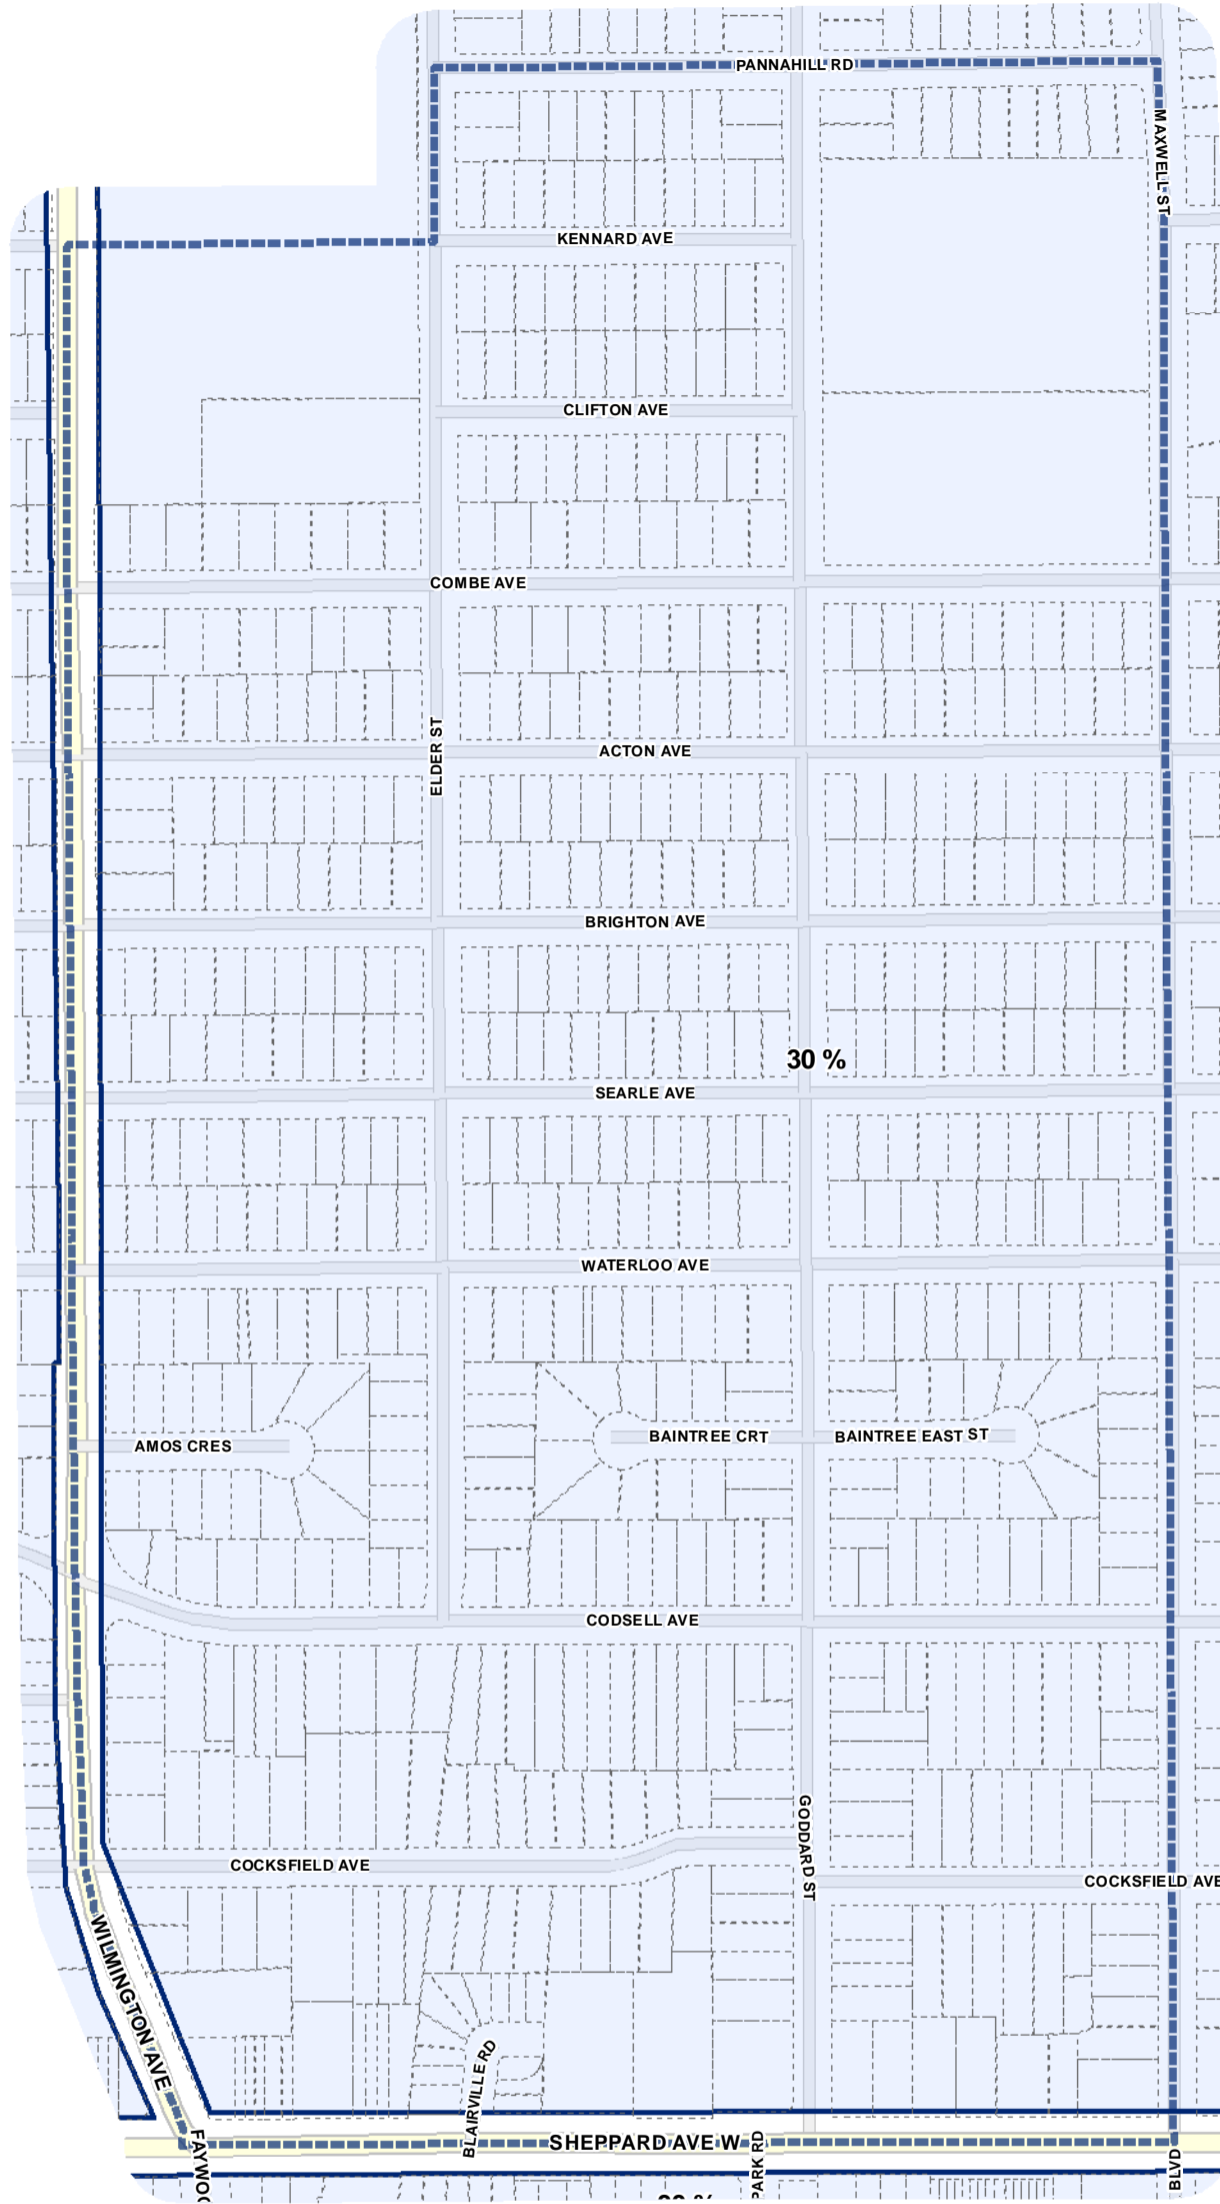 PANNAHILL RD
MAXWELL ST
KENNARD AVE
CLIFTON AVE
COMBE AVE
ELDER ST
ACTON AVE
BRIGHTON AVE
30 %
SEARLE AVE
WATERLOO AVE
AMOS CRES
BAINTREE CRT
BAINTREE EAST ST
CODSELL AVE
GODDARD ST
COCKSFIELD AVE
COCKSFIELD AVE
WILMINGTON AVE
BLAIRVILLE RD
SHEPPARD AVE W
FAYWOO
PARK RD
BLVD